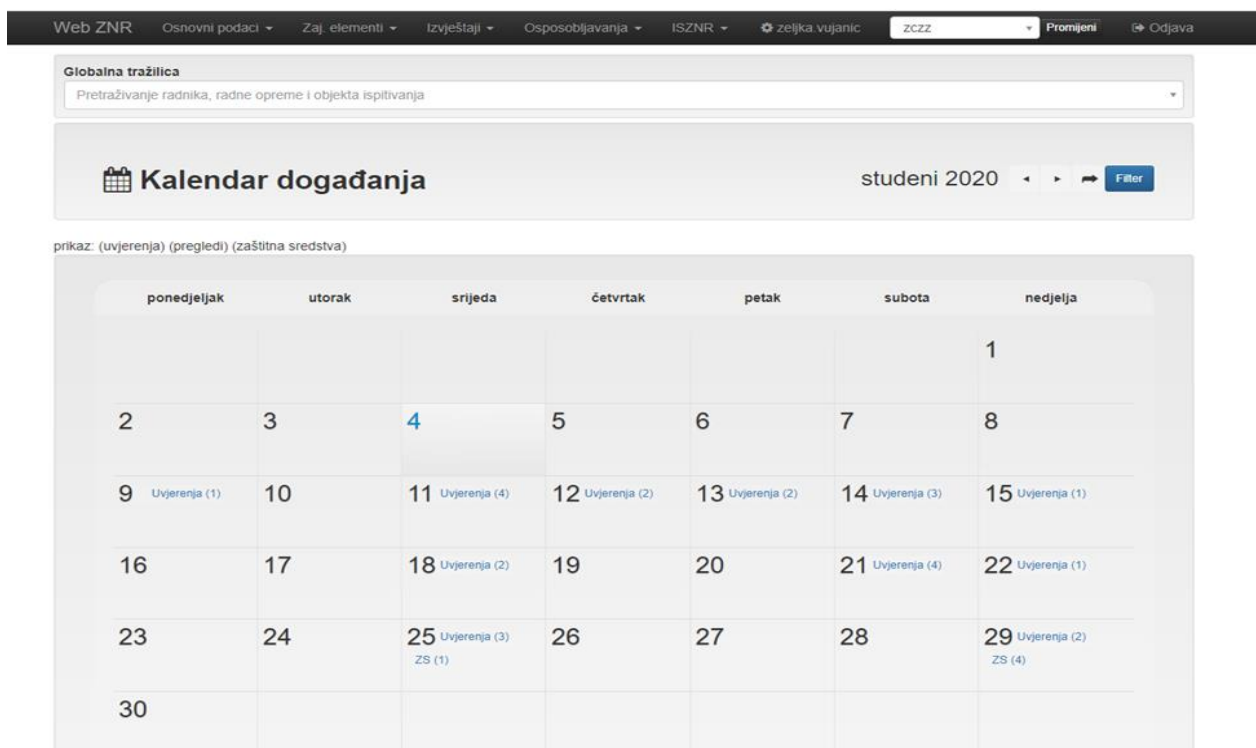 Web ZNR Osnovni podaci Zaj. elementi Izvještaji Osposobljavanja ISZNR zeljka.vujanic zczz Promijeni Odjava
Globalna tražilica
Pretraživanje radnika, radne opreme i objekta ispitivanja
Kalendar događanja studeni 2020 Filter
prikaz: (uvjerenja) (pregledi) (zaštitna sredstva)
ponedjeljak utorak srijeda četvrtak petak subota nedjelja
1
2 3 4 5 6 7 8
9 Uvjerenja (1) 10 11 Uvjerenja (4) 12 Uvjerenja (2) 13 Uvjerenja (2) 14 Uvjerenja (3) 15 Uvjerenja (1)
16 17 18 Uvjerenja (2) 19 20 21 Uvjerenja (4) 22 Uvjerenja (1)
23 24 25 Uvjerenja (3) 26 27 28 29 Uvjerenja (2)
ZS (1) ZS (4)
30